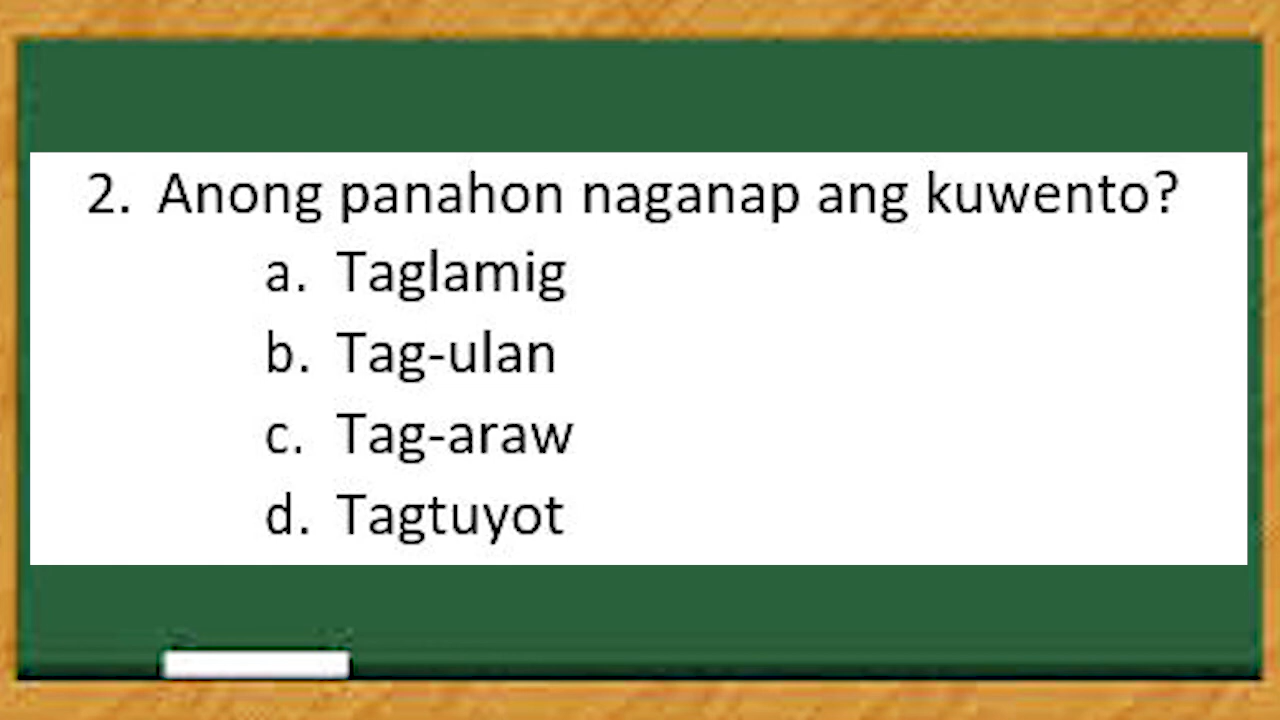 2. Anong panahon naganap ang kuwento?
a. Taglamig
b. Tag-ulan
c. Tag-araw
d. Tagtuyot